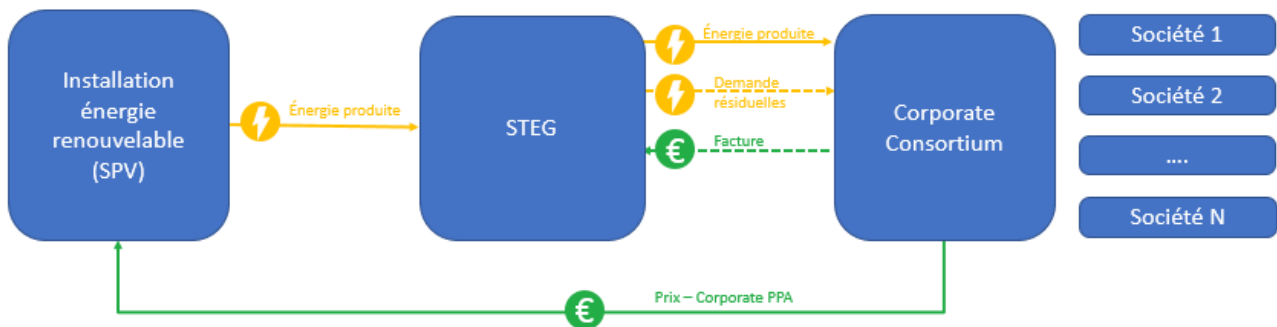 Installation
énergie
renouvelable
(SPV)
Énergie produite
STEG
Énergie produite
Demande
résiduelles
€
Facture
Corporate
Consortium
Société 1
Société 2
....
Société N
€
Prix – Corporate PPA